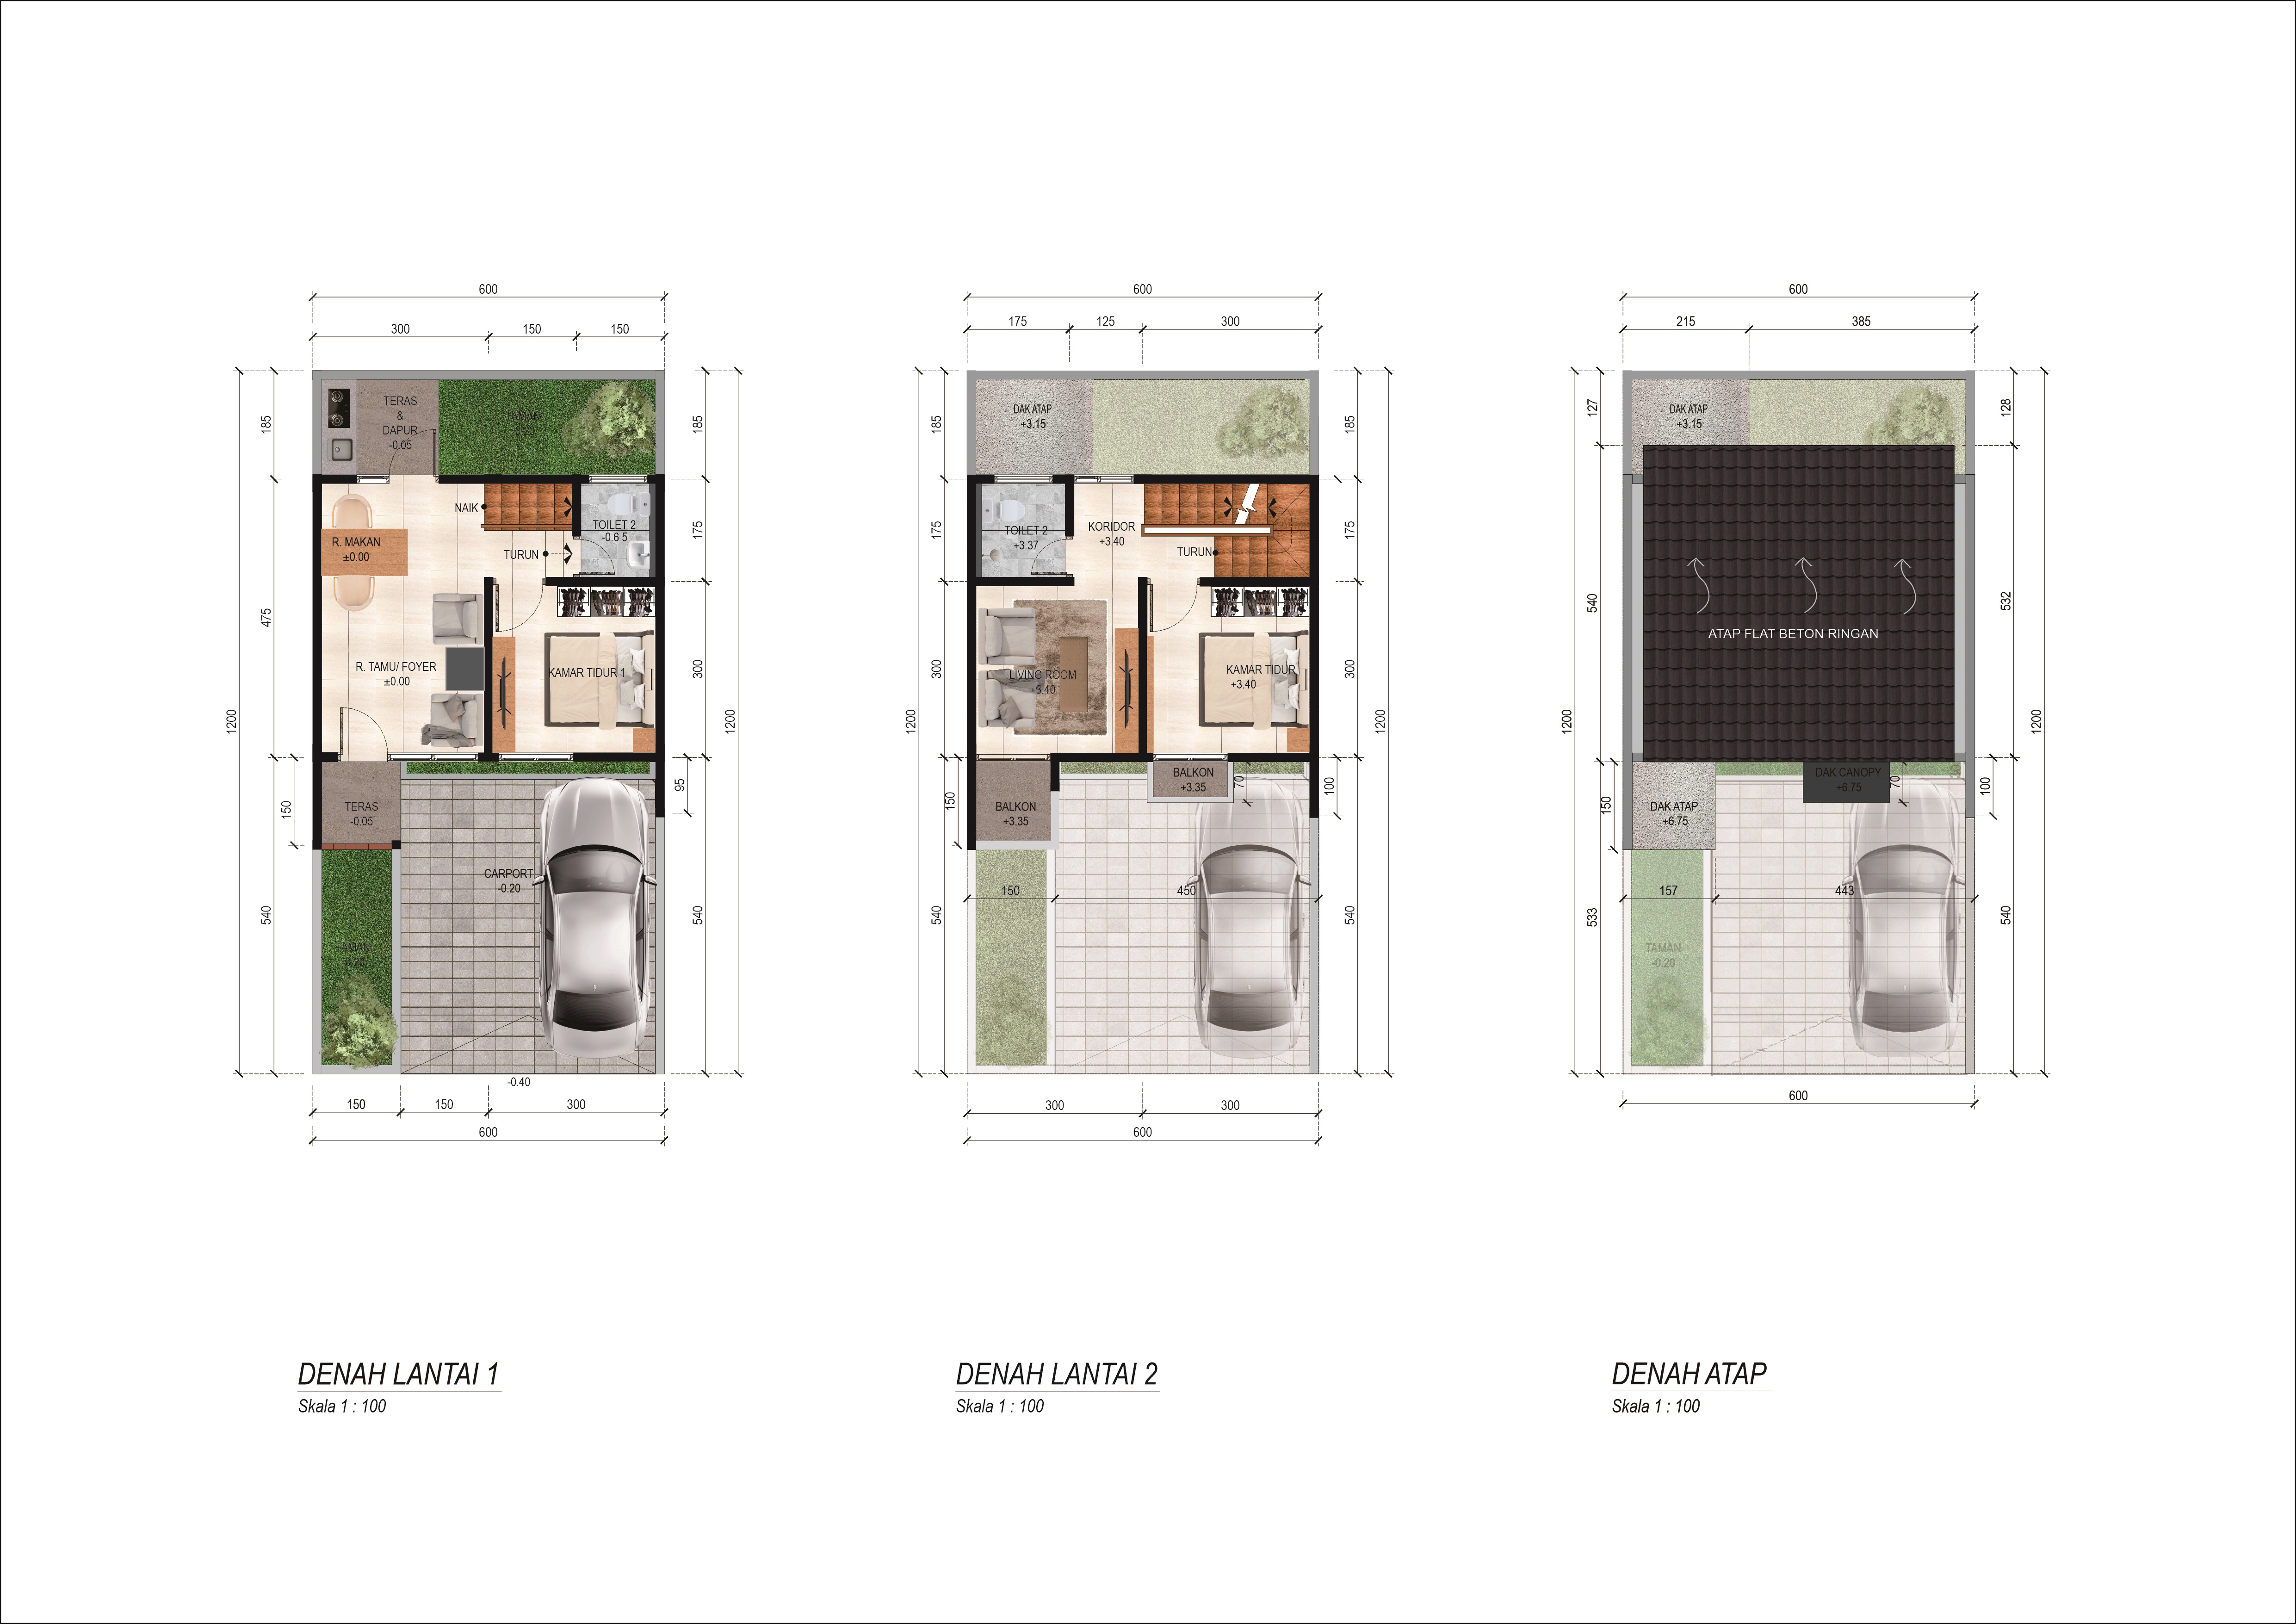 600
300 150 150
185
475
540
1200
150
TERAS
&
DAPUR
-0.05
TAMAN
-0.20
NAIK
TOILET 2
-0.6 5
R. MAKAN
±0.00
TURUN
R. TAMU/ FOYER
±0.00
KAMAR TIDUR 1
TERAS
-0.05
CARPORT
-0.20
TAMAN
-0.20
-0.40
185
175
300
95
540
1200
150 150 300
600
DENAH LANTAI 1
Skala 1 : 100
600
175 125 300
185
175
300
150
540
1200
DAK ATAP
+3.15
TOILET 2
+3.37
KORIDOR
+3.40
TURUN
LIVING ROOM
+3.40
KAMAR TIDUR
+3.40
BALKON
+3.35
70
BALKON
+3.35
150 450
TAMAN
-0.20
185
175
300
100
540
1200
300 300
600
DENAH LANTAI 2
Skala 1 : 100
600
215 385
127
540
150
533
1200
DAK ATAP
+3.15
ATAP FLAT BETON RINGAN
DAK CANOPY
+6.75
70
DAK ATAP
+6.75
157 443
TAMAN
-0.20
128
532
100
540
1200
600
DENAH ATAP
Skala 1 : 100